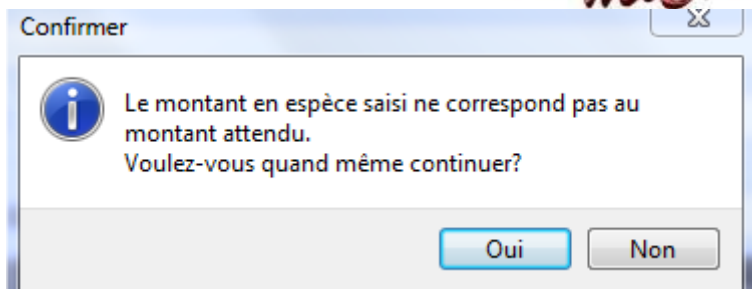 Confirmer
Le montant en espèce saisi ne correspond pas au
montant attendu.
Voulez-vous quand même continuer?
Oui
Non